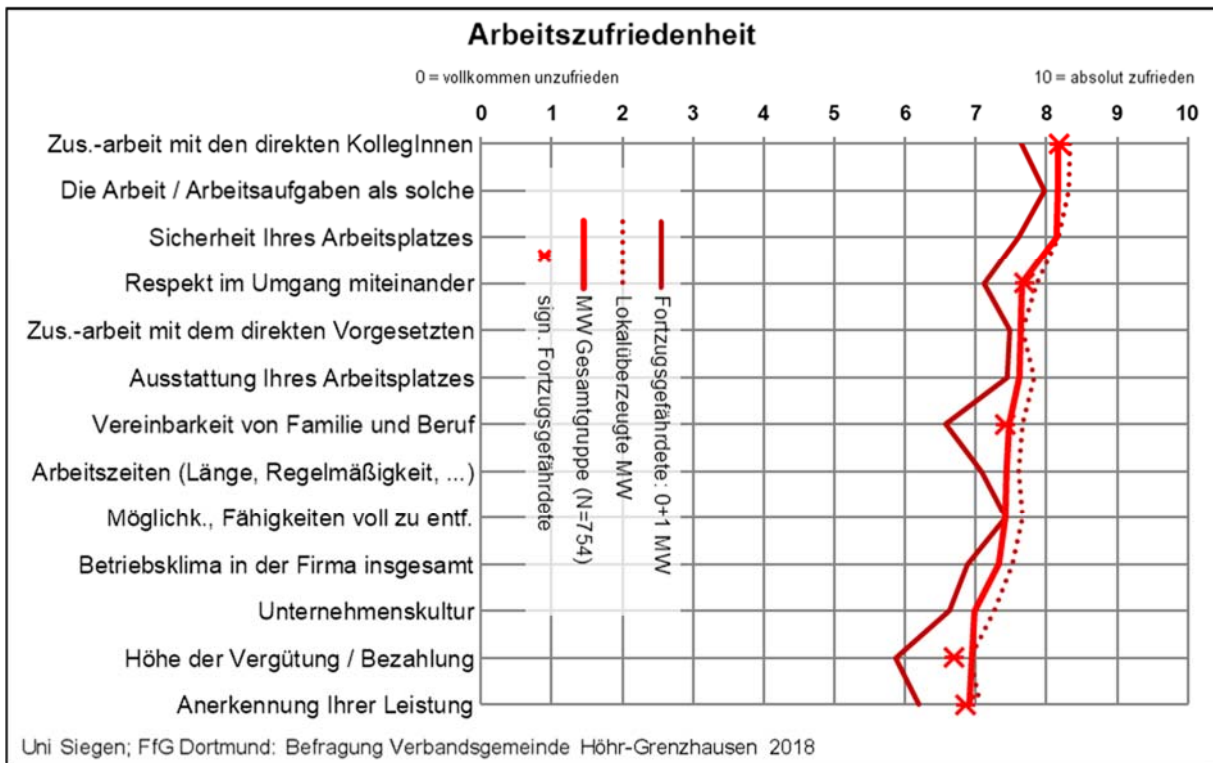 Arbeitszufriedenheit
0 = vollkommen unzufrieden
10 = absolut zufrieden
0 1 2 3 4 5 6 7 8 9 10
Zus.-arbeit mit den direkten KollegInnen
Die Arbeit / Arbeitsaufgaben als solche
Sicherheit Ihres Arbeitsplatzes
Respekt im Umgang miteinander
Zus.-arbeit mit dem direkten Vorgesetzten
Ausstattung Ihres Arbeitsplatzes
Vereinbarkeit von Familie und Beruf
Arbeitszeiten (Länge, Regelmäßigkeit, ...)
Möglichk., Fähigkeiten voll zu entf.
Betriebsklima in der Firma insgesamt
Unternehmenskultur
Höhe der Vergütung / Bezahlung
Anerkennung Ihrer Leistung
sign. Fortzugsgefährdete
MW Gesamtgruppe (N=754)
Lokalüberzeugte MW
Fortzugsgefährdete: 0+1 MW
Uni Siegen; FfG Dortmund: Befragung Verbandsgemeinde Höhr-Grenzhausen 2018